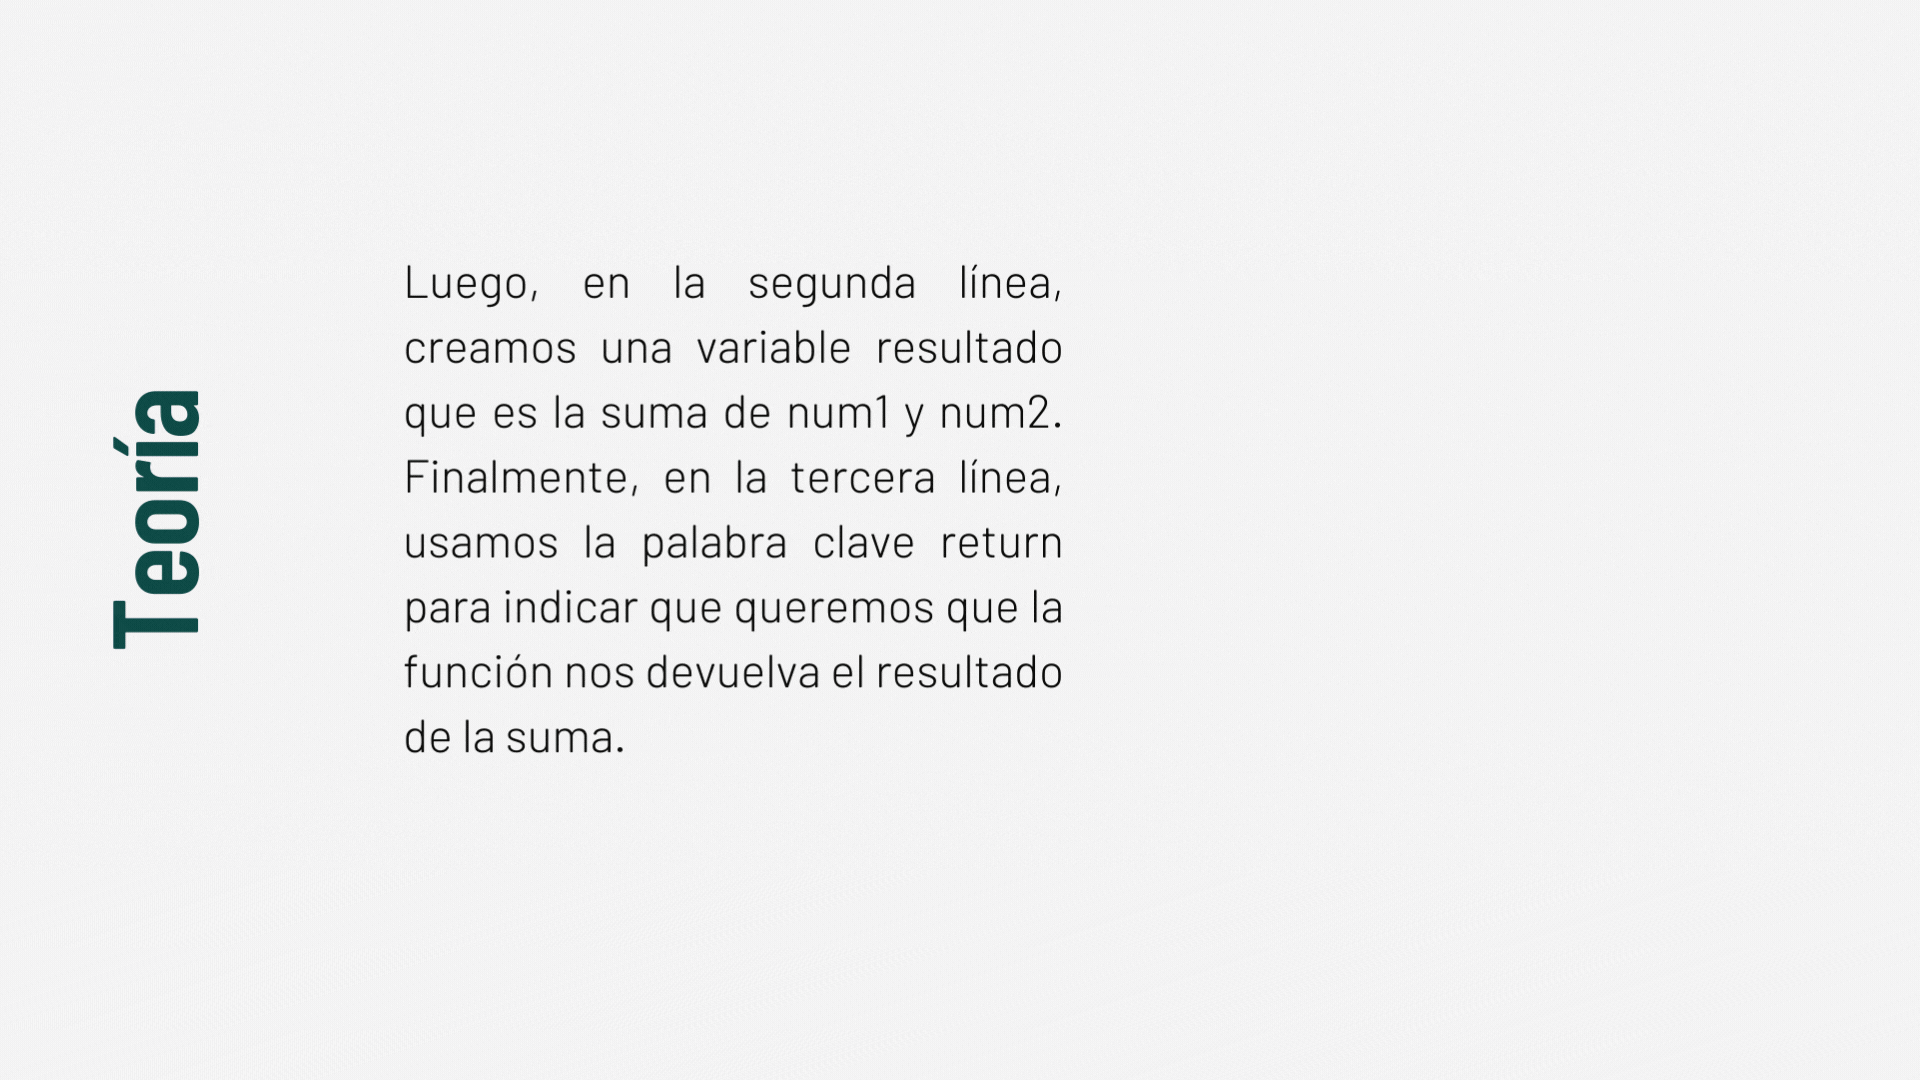 Teoría
Luego, en la segunda línea,
creamos una variable resultado
que es la suma de num1 y num2.
Finalmente, en la tercera línea,
usamos la palabra clave return
para indicar que queremos que la
función nos devuelva el resultado
de la suma.